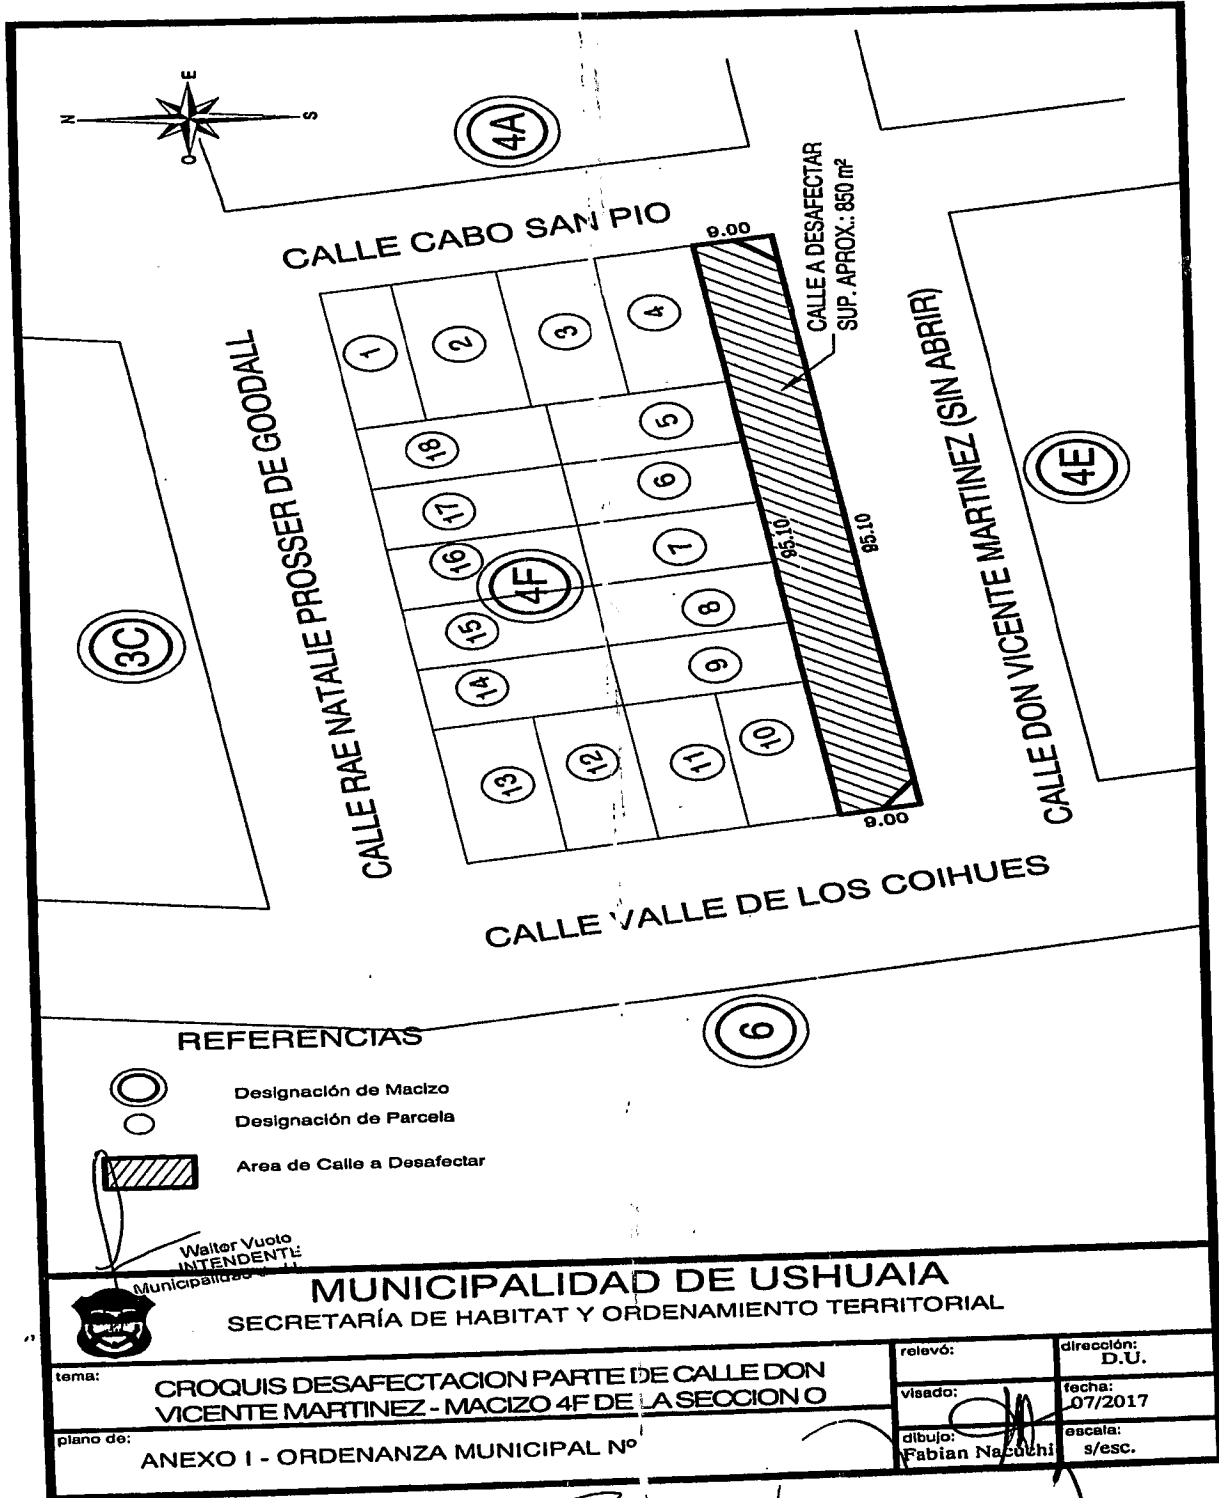 N
E
S
O
4A
CALLE CABO SAN PIO
9.00
CALLE A DESAFECTAR
SUP. APROX.: 850 m²
CALLE RAE NATALIE PROSSER DE GOODALL
3C
1
2
3
4
18
5
17
6
16
4F
7
15
8
14
9
13
12
11
10
95.10
95.10
9.00
CALLE DON VICENTE MARTINEZ (SIN ABRIR)
4E
CALLE VALLE DE LOS COIHUES
6
REFERENCIAS
Designación de Macizo
Designación de Parcela
Area de Calle a Desafectar
Walter Vuoto
INTENDENTE
Municipalidad
MUNICIPALIDAD DE USHUAIA
SECRETARÍA DE HABITAT Y ORDENAMIENTO TERRITORIAL
tema:
CROQUIS DESAFECTACION PARTE DE CALLE DON
VICENTE MARTINEZ - MACIZO 4F DE LA SECCION O
plano de:
ANEXO I - ORDENANZA MUNICIPAL Nº
relevó:
dirección:
D.U.
visado:
fecha:
07/2017
dibujo:
Fabian Nacuchi
escala:
s/esc.